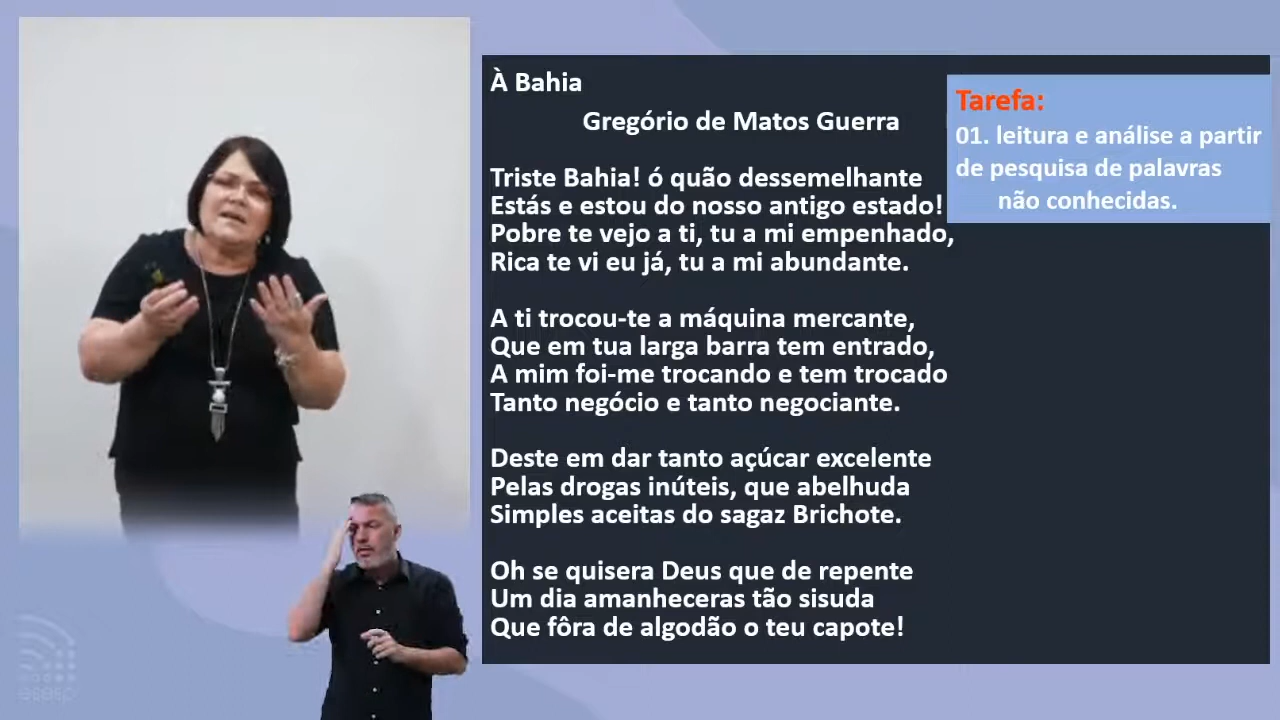 À Bahia
Gregório de Matos Guerra
Triste Bahia! ó quão dessemelhante
Estás e estou do nosso antigo estado!
Pobre te vejo a ti, tu a mi empenhado,
Rica te vi eu já, tu a mi abundante.
A ti trocou-te a máquina mercante,
Que em tua larga barra tem entrado,
A mim foi-me trocando e tem trocado
Tanto negócio e tanto negociante.
Deste em dar tanto açúcar excelente
Pelas drogas inúteis, que abelhuda
Simples aceitas do sagaz Brichote.
Oh se quisera Deus que de repente
Um dia amanheceras tão sisuda
Que fôra de algodão o teu capote!
Tarefa:
01. leitura e análise a partir
de pesquisa de palavras
não conhecidas.